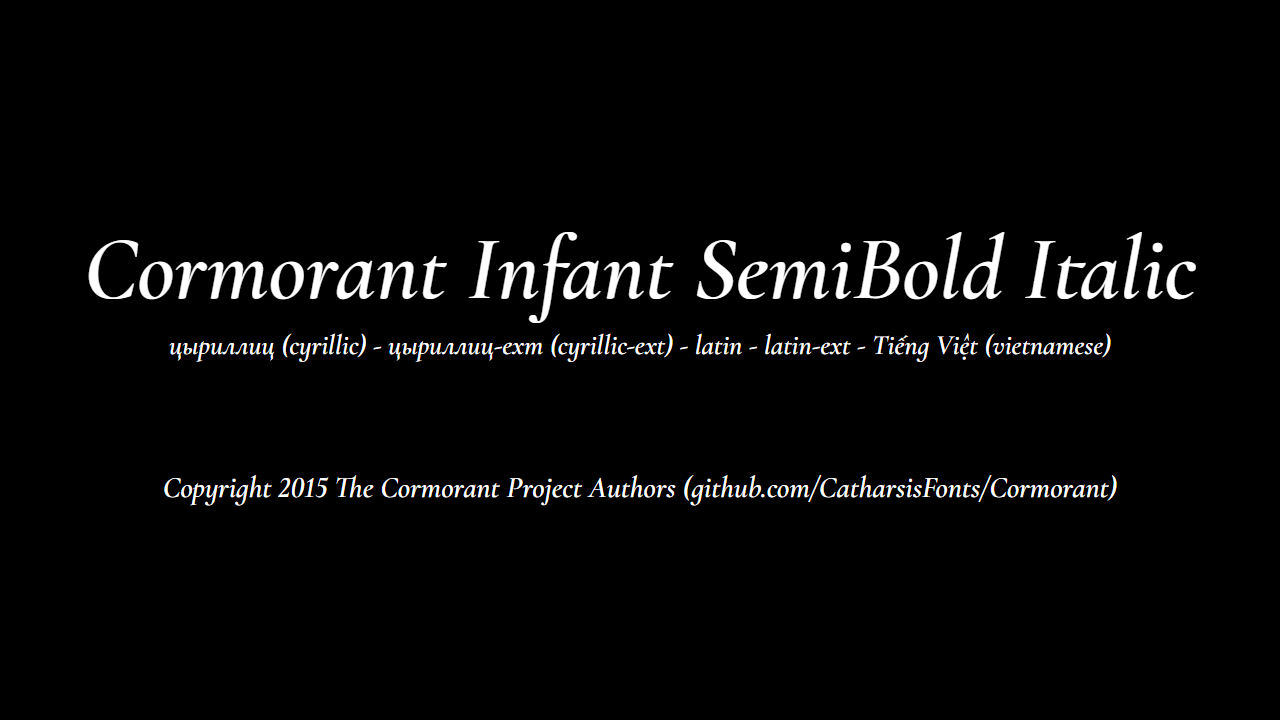 Cormorant Infant SemiBold Italic
цыриллиц (cyrillic) - цыриллиц-ехт (cyrillic-ext) - latin - latin-ext - Tiếng Việt (vietnamese)
Copyright 2015 The Cormorant Project Authors (github.com/CatharsisFonts/Cormorant)